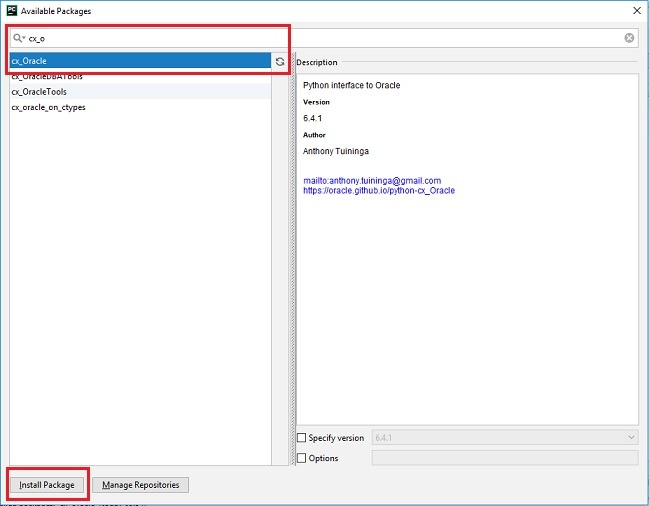 PC
Available Packages
cx_o
cx_Oracle
cx_OracleDBATools
cx_OracleTools
cx_oracle_on_ctypes
Description
Python interface to Oracle
Version
6.4.1
Author
Anthony Tuininga
mailto:anthony.tuininga@gmail.com
https://oracle.github.io/python-cx_Oracle
Specify version 6.4.1
Options
Install Package Manage Repositories